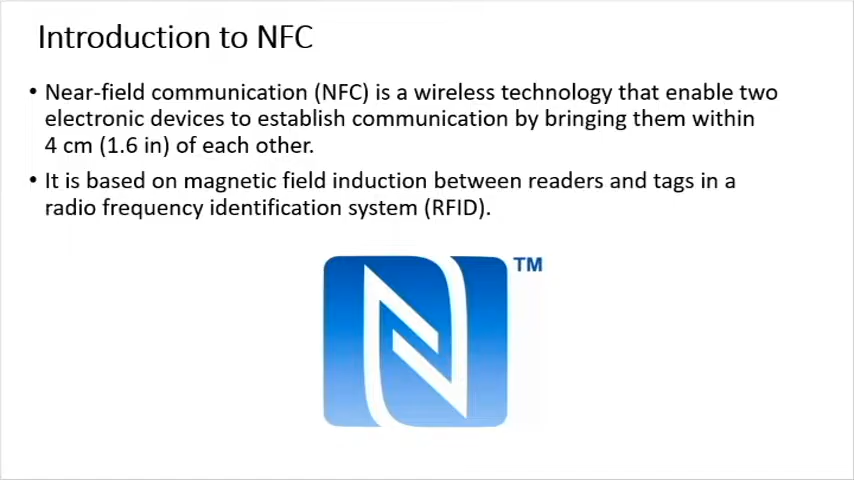 Introduction to NFC
• Near-field communication (NFC) is a wireless technology that enable two
electronic devices to establish communication by bringing them within
4 cm (1.6 in) of each other.
• It is based on magnetic field induction between readers and tags in a
radio frequency identification system (RFID).
TM